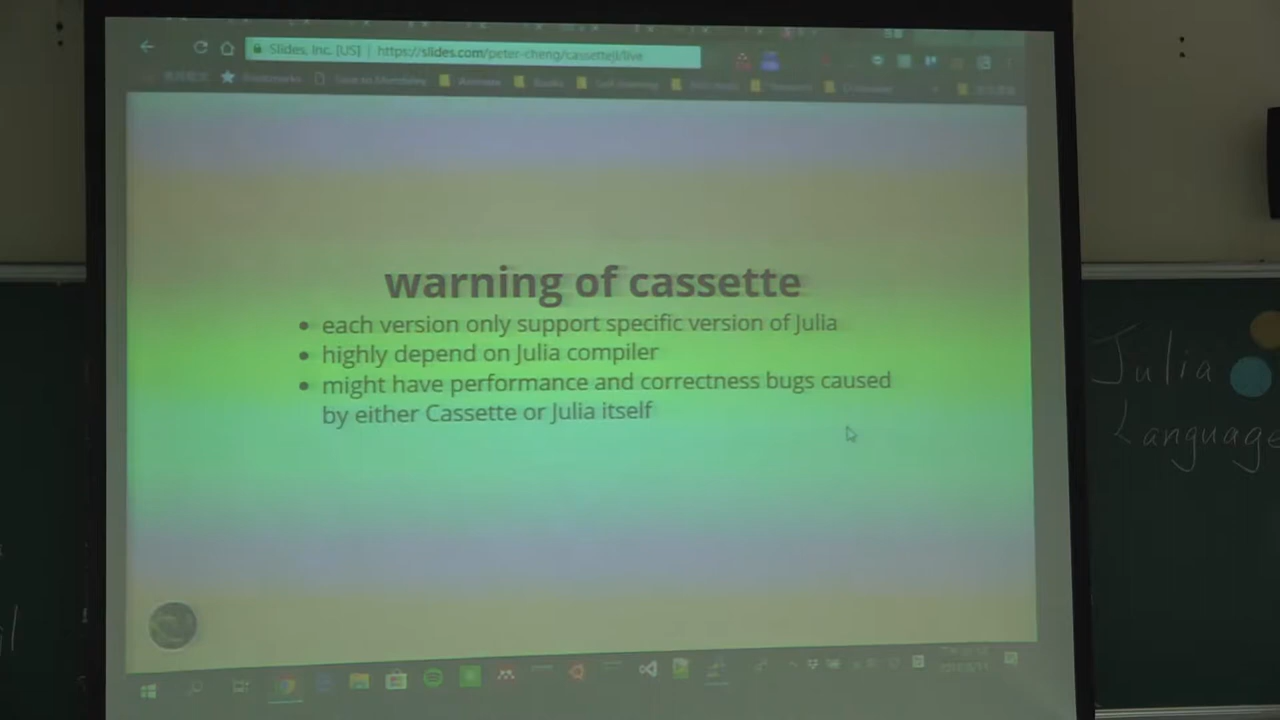 Slides, Inc. [US] | https://slides.com/peter-cheng/cassettejl/live
Bookmarks
warning of cassette
each version only support specific version of Julia
highly depend on Julia compiler
might have performance and correctness bugs caused
by either Cassette or Julia itself
Julia
Language